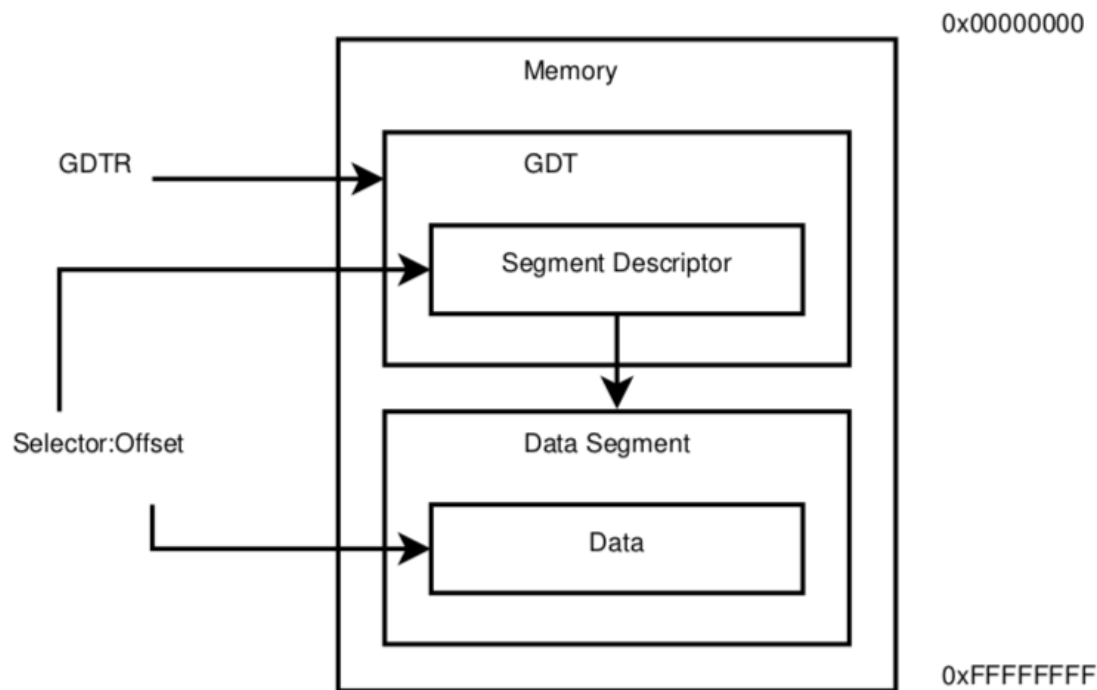 0x00000000
Memory
GDTR
GDT
Segment Descriptor
Selector:Offset
Data Segment
Data
0xFFFFFFFF